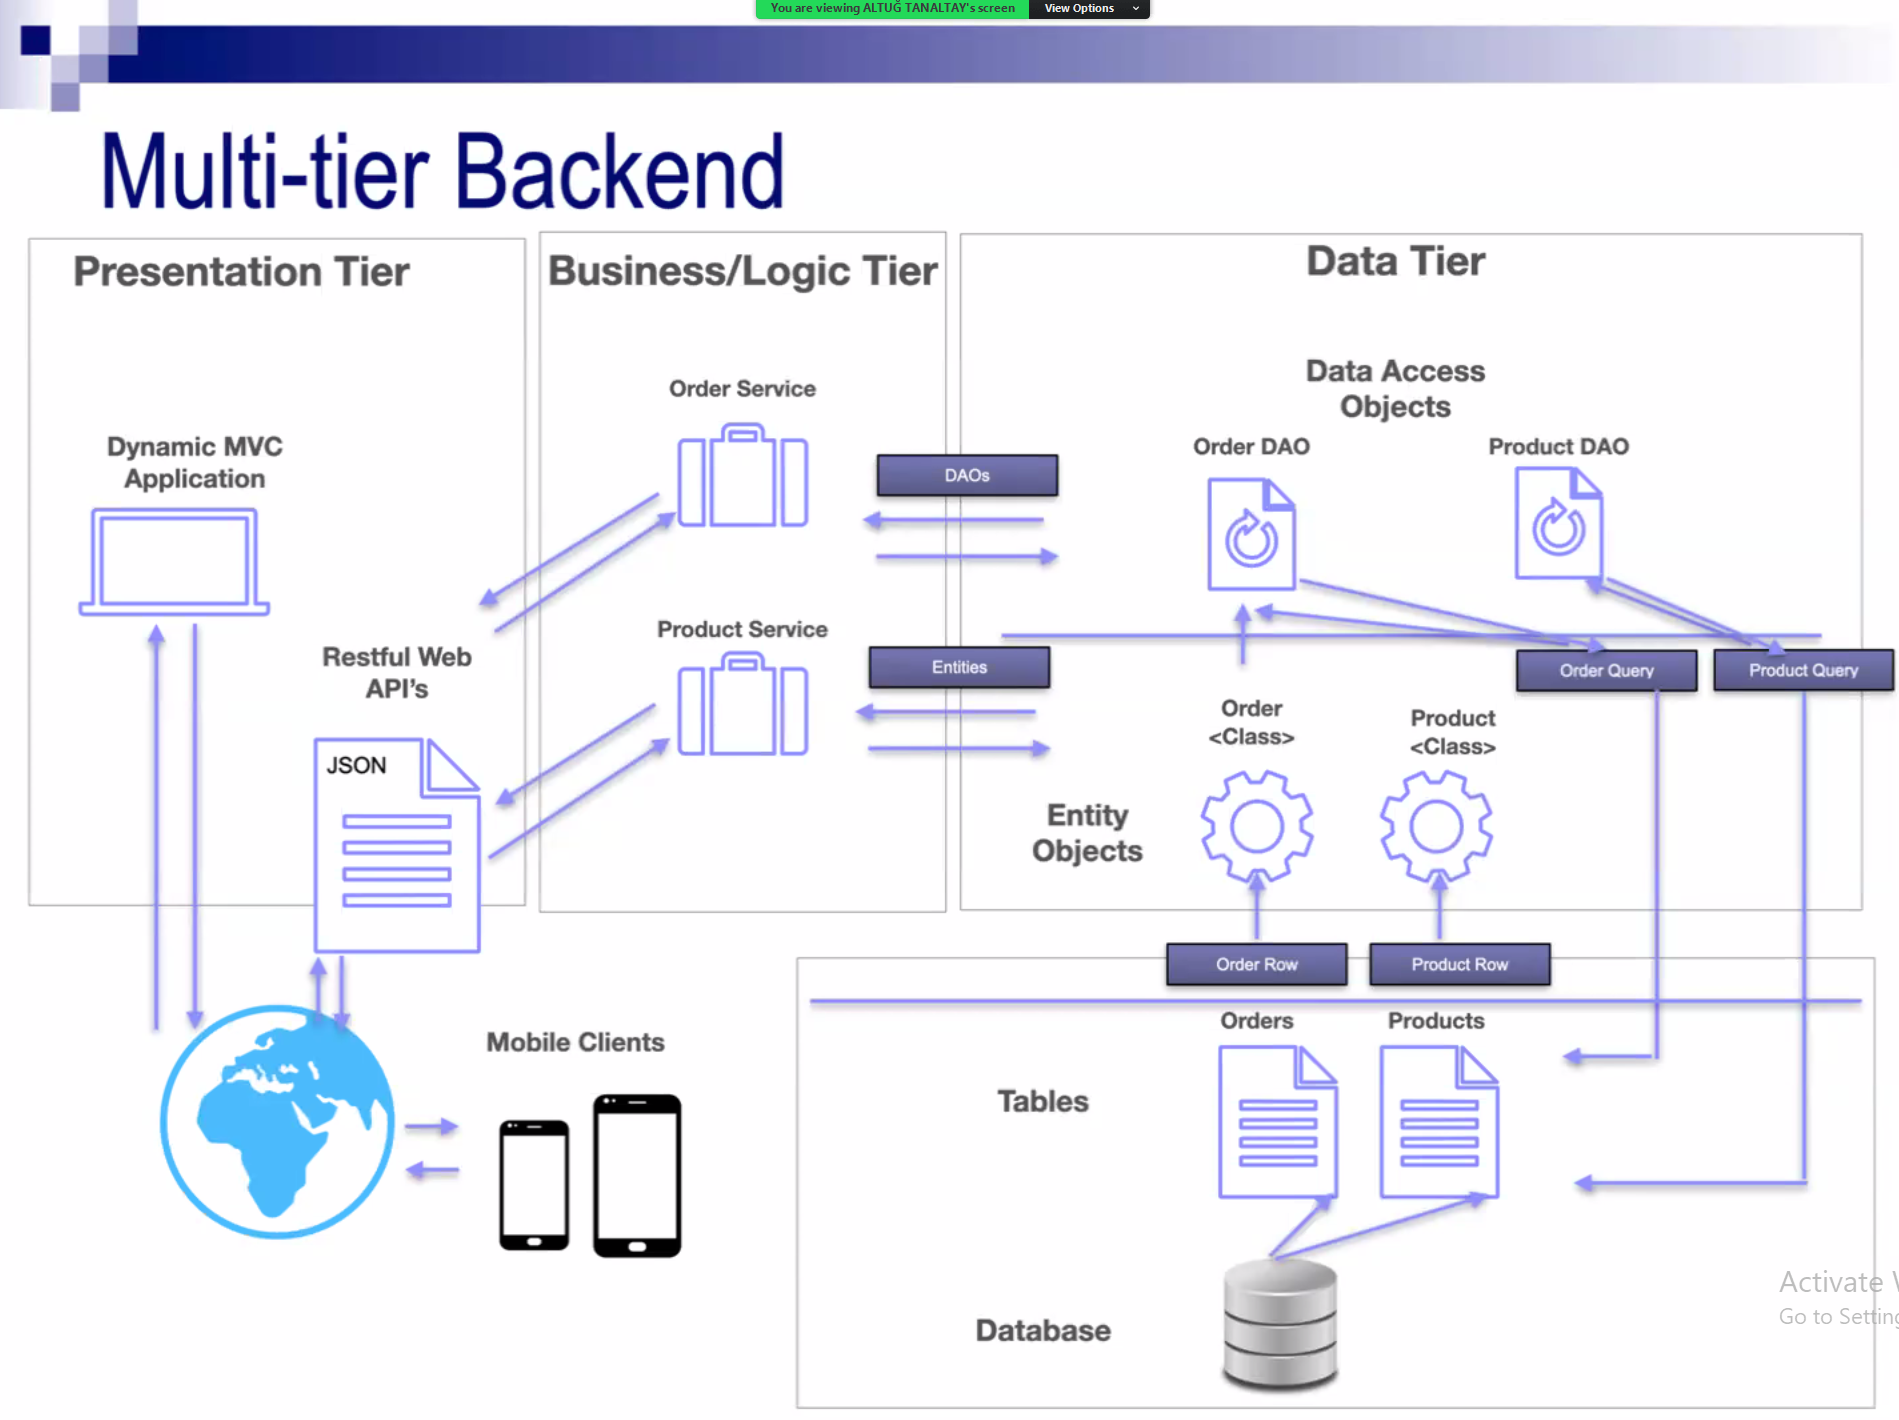 You are viewing ALTUĞ TANALTAY's screen
View Options
Multi-tier Backend
Presentation Tier
Business/Logic Tier
Data Tier
Data Access
Objects
Order Service
Dynamic MVC
Application
Order DAO
Product DAO
DAOs
Restful Web
API's
Product Service
Entities
Order Query
Product Query
Order
<Class>
Product
<Class>
JSON
Entity
Objects
Order Row
Product Row
Orders
Products
Mobile Clients
Tables
Database
Activate
Go to